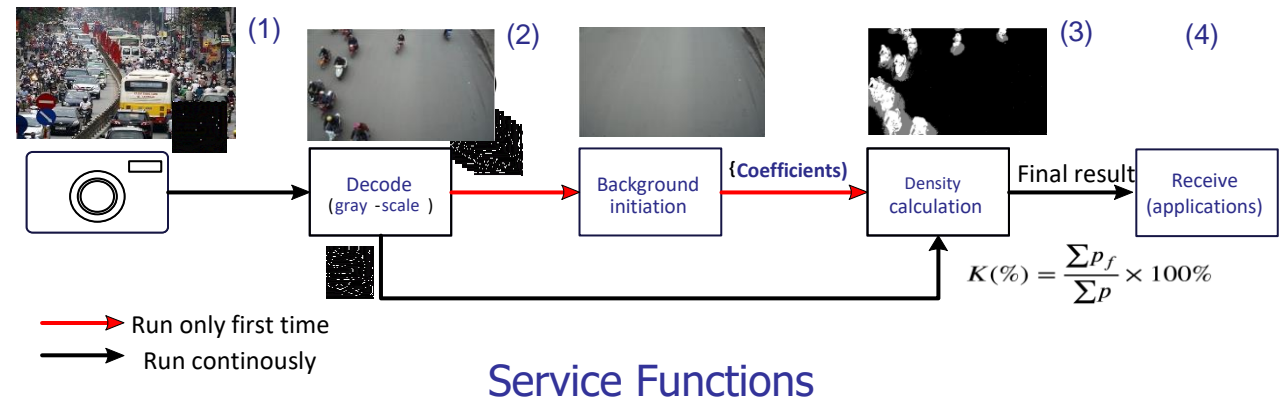 (1)
(2)
(3)
(4)
Decode
(gray -scale )
Background
initiation
{Coefficients)
Density
calculation
Final result
Receive
(applications)
K(%) = ∑p_f / ∑p × 100%
Run only first time
Run continously
Service Functions